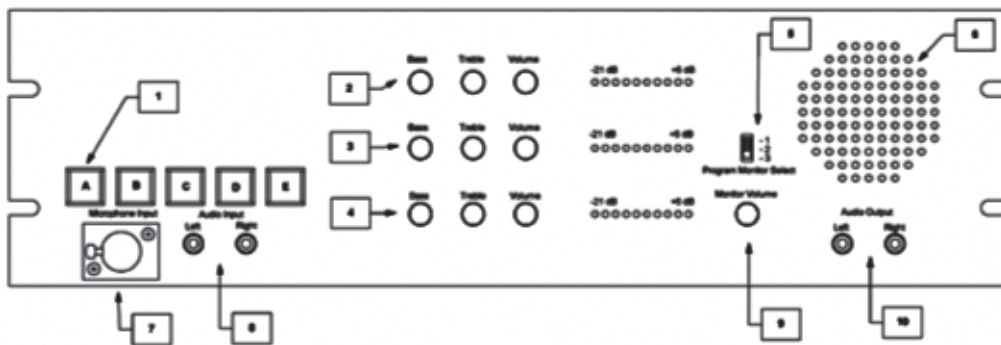 5
6
Bass Treble Volume
-21 dB +6 dB
1
2
3
Bass Treble Volume
-21 dB +6 dB
Program Monitor Select
A B C D E
4
Bass Treble Volume
-21 dB +6 dB
Monitor Volume
Microphone Input
Audio Input
Left Right
Audio Output
Left Right
7
8
9
10